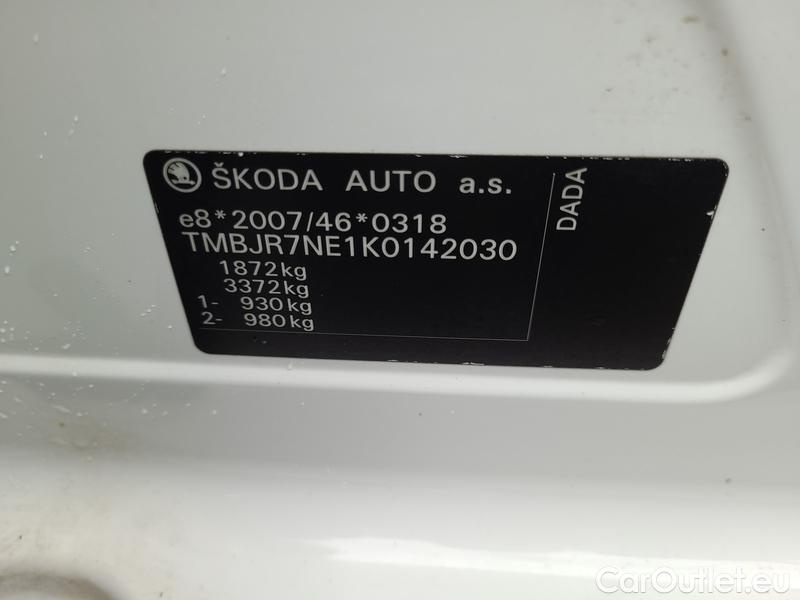 ŠKODA AUTO a.s.
e8*2007/46*0318
TMBJR7NE1K0142030
1872kg
3372kg
1- 930kg
2- 980kg
DADA
CarOutlet.eu